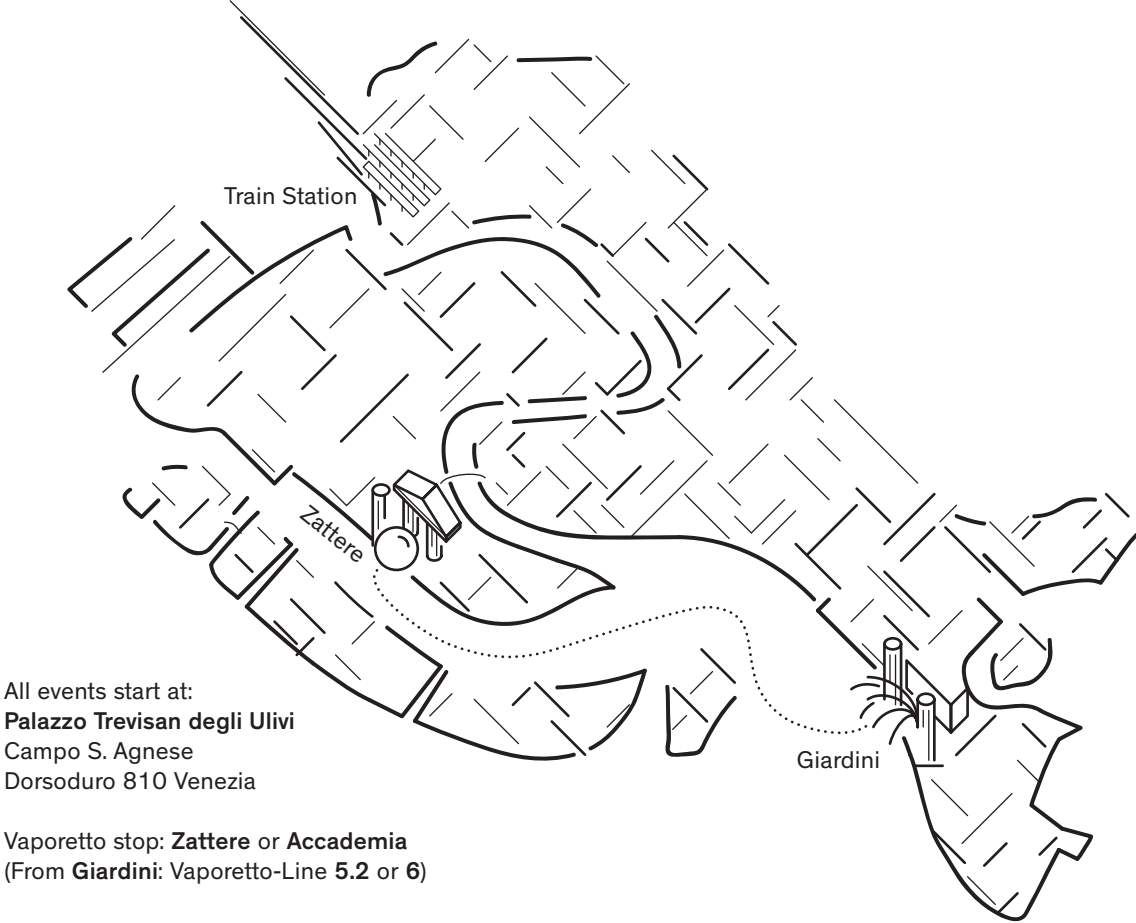 Train Station
Zattere
Giardini
All events start at:
Palazzo Trevisan degli Ulivi
Campo S. Agnese
Dorsoduro 810 Venezia
Vaporetto stop: Zattere or Accademia
(From Giardini: Vaporetto-Line 5.2 or 6)